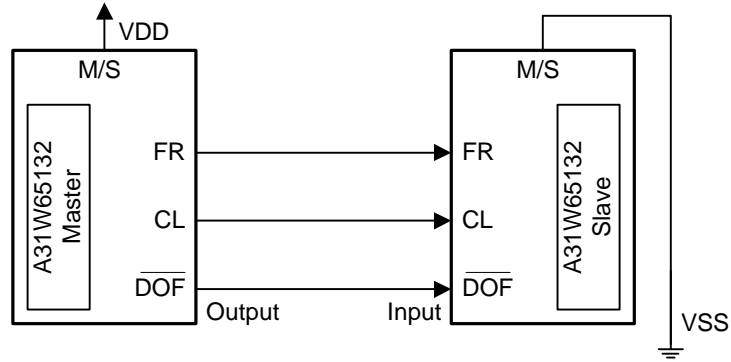 VDD
M/S
A31W65132
Master
FR
CL
DOF
Output
M/S
FR
CL
DOF
Input
A31W65132
Slave
VSS